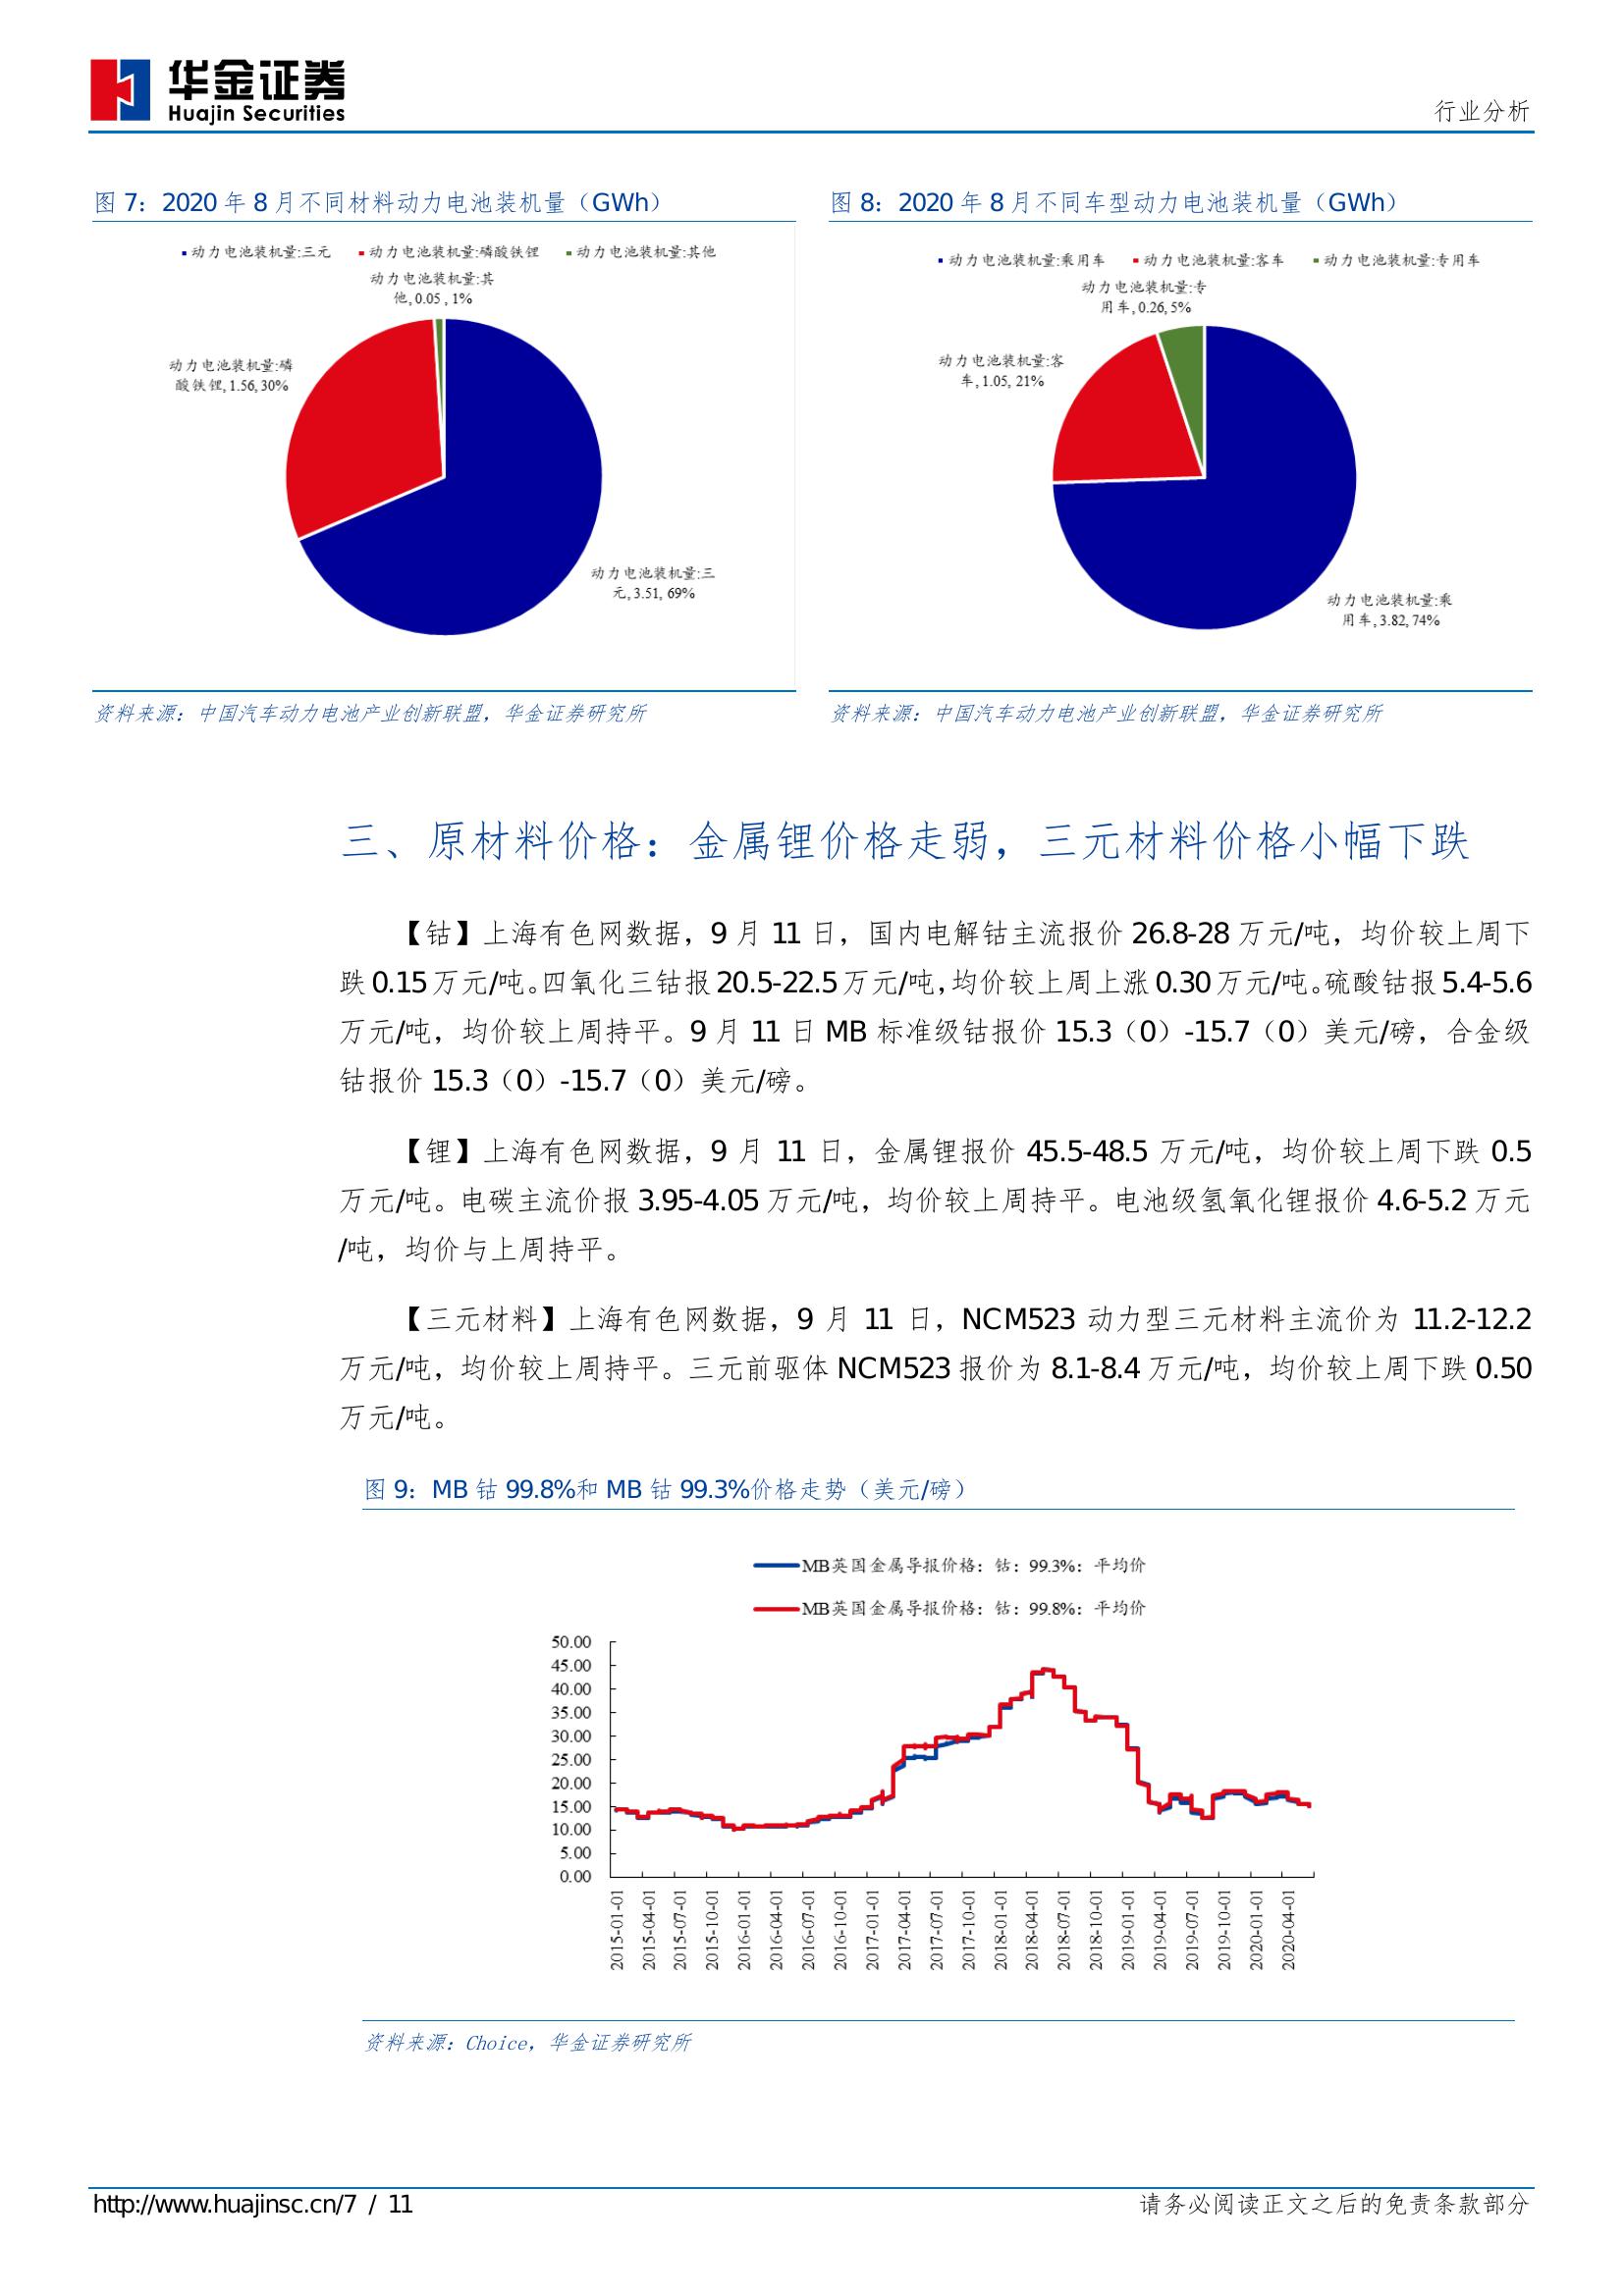 华金证券
Huajin Securities
行业分析
图 7：2020 年 8 月不同材料动力电池装机量（GWh）
动力电池装机量:三元 动力电池装机量:磷酸铁锂 动力电池装机量:其他
动力电池装机量:其
他, 0.05 , 1%
动力电池装机量:磷
酸铁锂, 1.56, 30%
动力电池装机量:三
元, 3.51, 69%
资料来源：中国汽车动力电池产业创新联盟，华金证券研究所
图 8：2020 年 8 月不同车型动力电池装机量（GWh）
动力电池装机量:乘用车 动力电池装机量:客车 动力电池装机量:专用车
动力电池装机量:专
用车, 0.26, 5%
动力电池装机量:客
车, 1.05, 21%
动力电池装机量:乘
用车, 3.82, 74%
资料来源：中国汽车动力电池产业创新联盟，华金证券研究所
三、原材料价格：金属锂价格走弱，三元材料价格小幅下跌
【钴】上海有色网数据，9 月 11 日，国内电解钴主流报价 26.8-28 万元/吨，均价较上周下
跌 0.15 万元/吨。四氧化三钴报 20.5-22.5 万元/吨，均价较上周上涨 0.30 万元/吨。硫酸钴报 5.4-5.6
万元/吨，均价较上周持平。9 月 11 日 MB 标准级钴报价 15.3（0）-15.7（0）美元/磅，合金级
钴报价 15.3（0）-15.7（0）美元/磅。
【锂】上海有色网数据，9 月 11 日，金属锂报价 45.5-48.5 万元/吨，均价较上周下跌 0.5
万元/吨。电碳主流价报 3.95-4.05 万元/吨，均价较上周持平。电池级氢氧化锂报价 4.6-5.2 万元
/吨，均价与上周持平。
【三元材料】上海有色网数据，9 月 11 日，NCM523 动力型三元材料主流价为 11.2-12.2
万元/吨，均价较上周持平。三元前驱体 NCM523 报价为 8.1-8.4 万元/吨，均价较上周下跌 0.50
万元/吨。
图 9：MB 钴 99.8%和 MB 钴 99.3%价格走势（美元/磅）
MB英国金属导报价格：钴：99.3%：平均价
MB英国金属导报价格：钴：99.8%：平均价
50.00
45.00
40.00
35.00
30.00
25.00
20.00
15.00
10.00
5.00
0.00
2015-01-01
2015-04-01
2015-07-01
2015-10-01
2016-01-01
2016-04-01
2016-07-01
2016-10-01
2017-01-01
2017-04-01
2017-07-01
2017-10-01
2018-01-01
2018-04-01
2018-07-01
2018-10-01
2019-01-01
2019-04-01
2019-07-01
2019-10-01
2020-01-01
2020-04-01
资料来源：Choice，华金证券研究所
http://www.huajinsc.cn/7 / 11
请务必阅读正文之后的免责条款部分